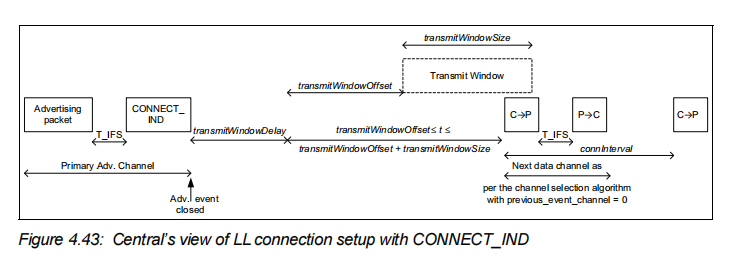 transmitWindowSize
Transmit Window
transmitWindowOffset
Advertising
packet
CONNECT_
IND
C→P
P→C
C→P
T_IFS
transmitWindowDelay
transmitWindowOffset ≤ t ≤
transmitWindowOffset + transmitWindowSize
T_IFS
connInterval
Primary Adv. Channel
Next data channel as
per the channel selection algorithm
with previous_event_channel = 0
Adv. event
closed
Figure 4.43: Central's view of LL connection setup with CONNECT_IND